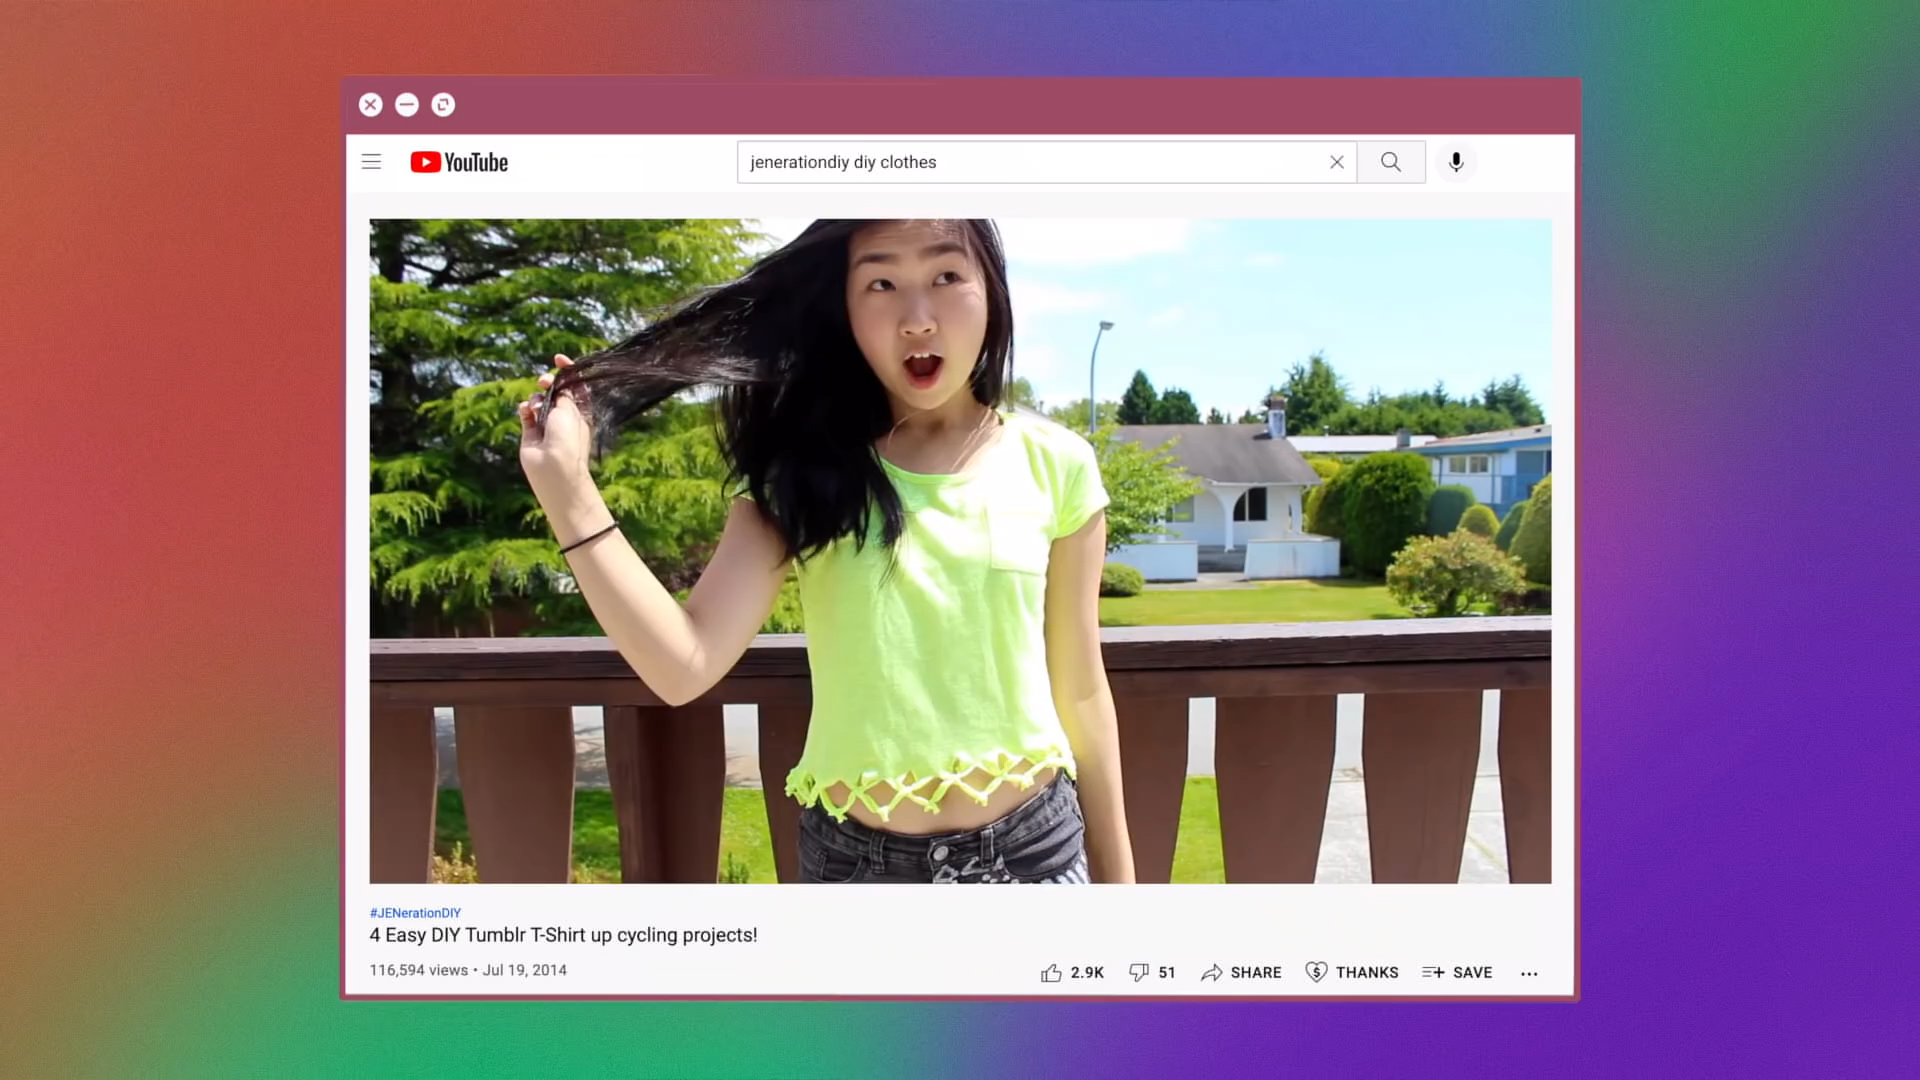 YouTube
jenerationdiy diy clothes
#JENerationDIY
4 Easy DIY Tumblr T-Shirt up cycling projects!
116,594 views • Jul 19, 2014
2.9K 51 SHARE THANKS SAVE ...